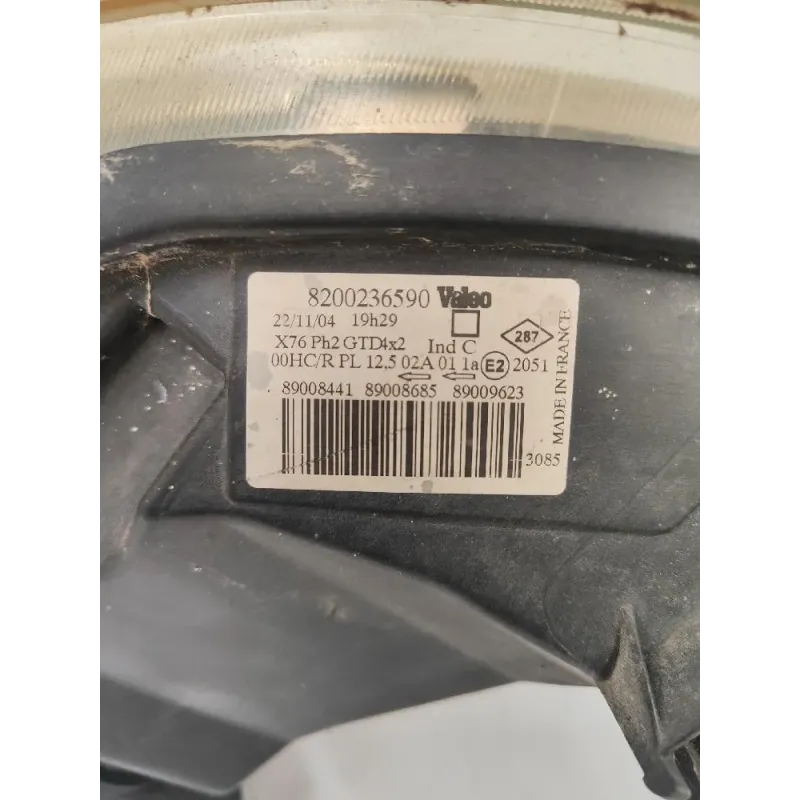 8200236590 Valeo
22/11/04 19h29
X76 Ph2 GTD4x2 Ind C 287
00HC/R PL 12,5 02A 01 1a E2 2051
89008441 89008685 89009623
3085
MADE IN FRANCE